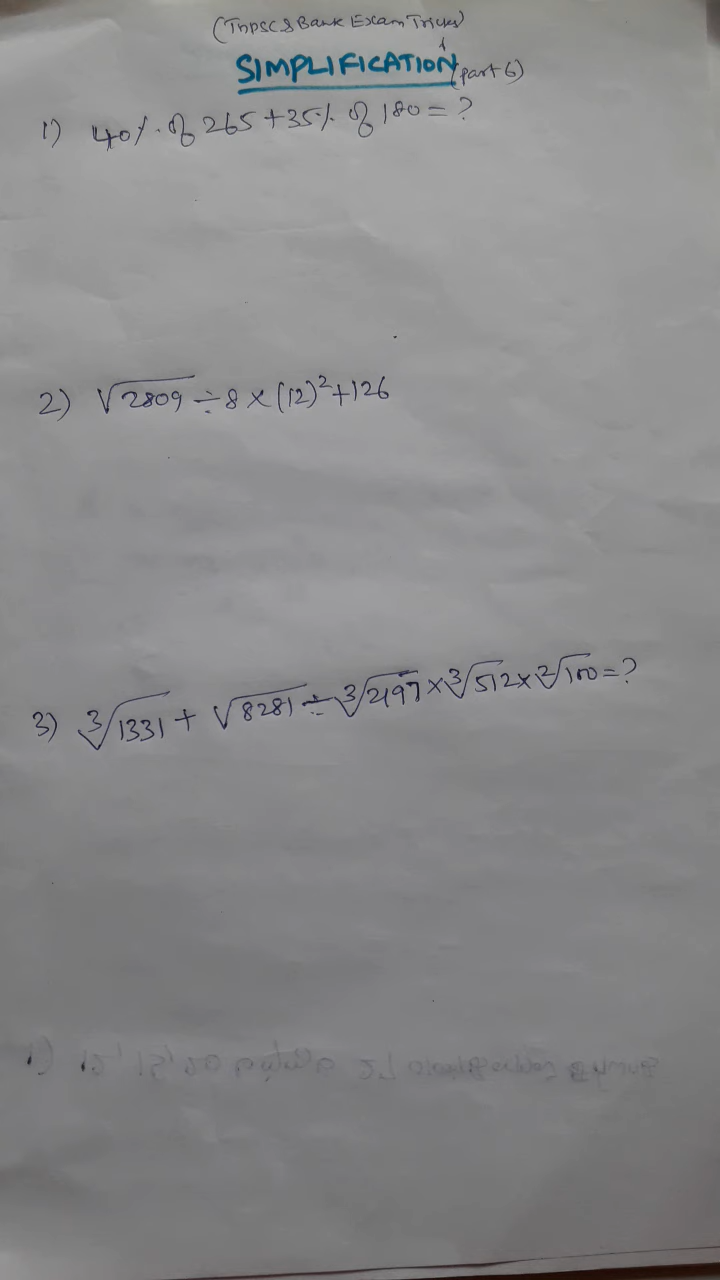 (Tnpsc & Bank Exam Tricks)
SIMPLIFICATION (part 6)
1) 40%. of 265 + 35% of 180 = ?
2) √2809 ÷ 8 × (12)² + 126
3) ∛1331 + √8281 ÷ ∛2197 × ∛512 × ²√100 = ?